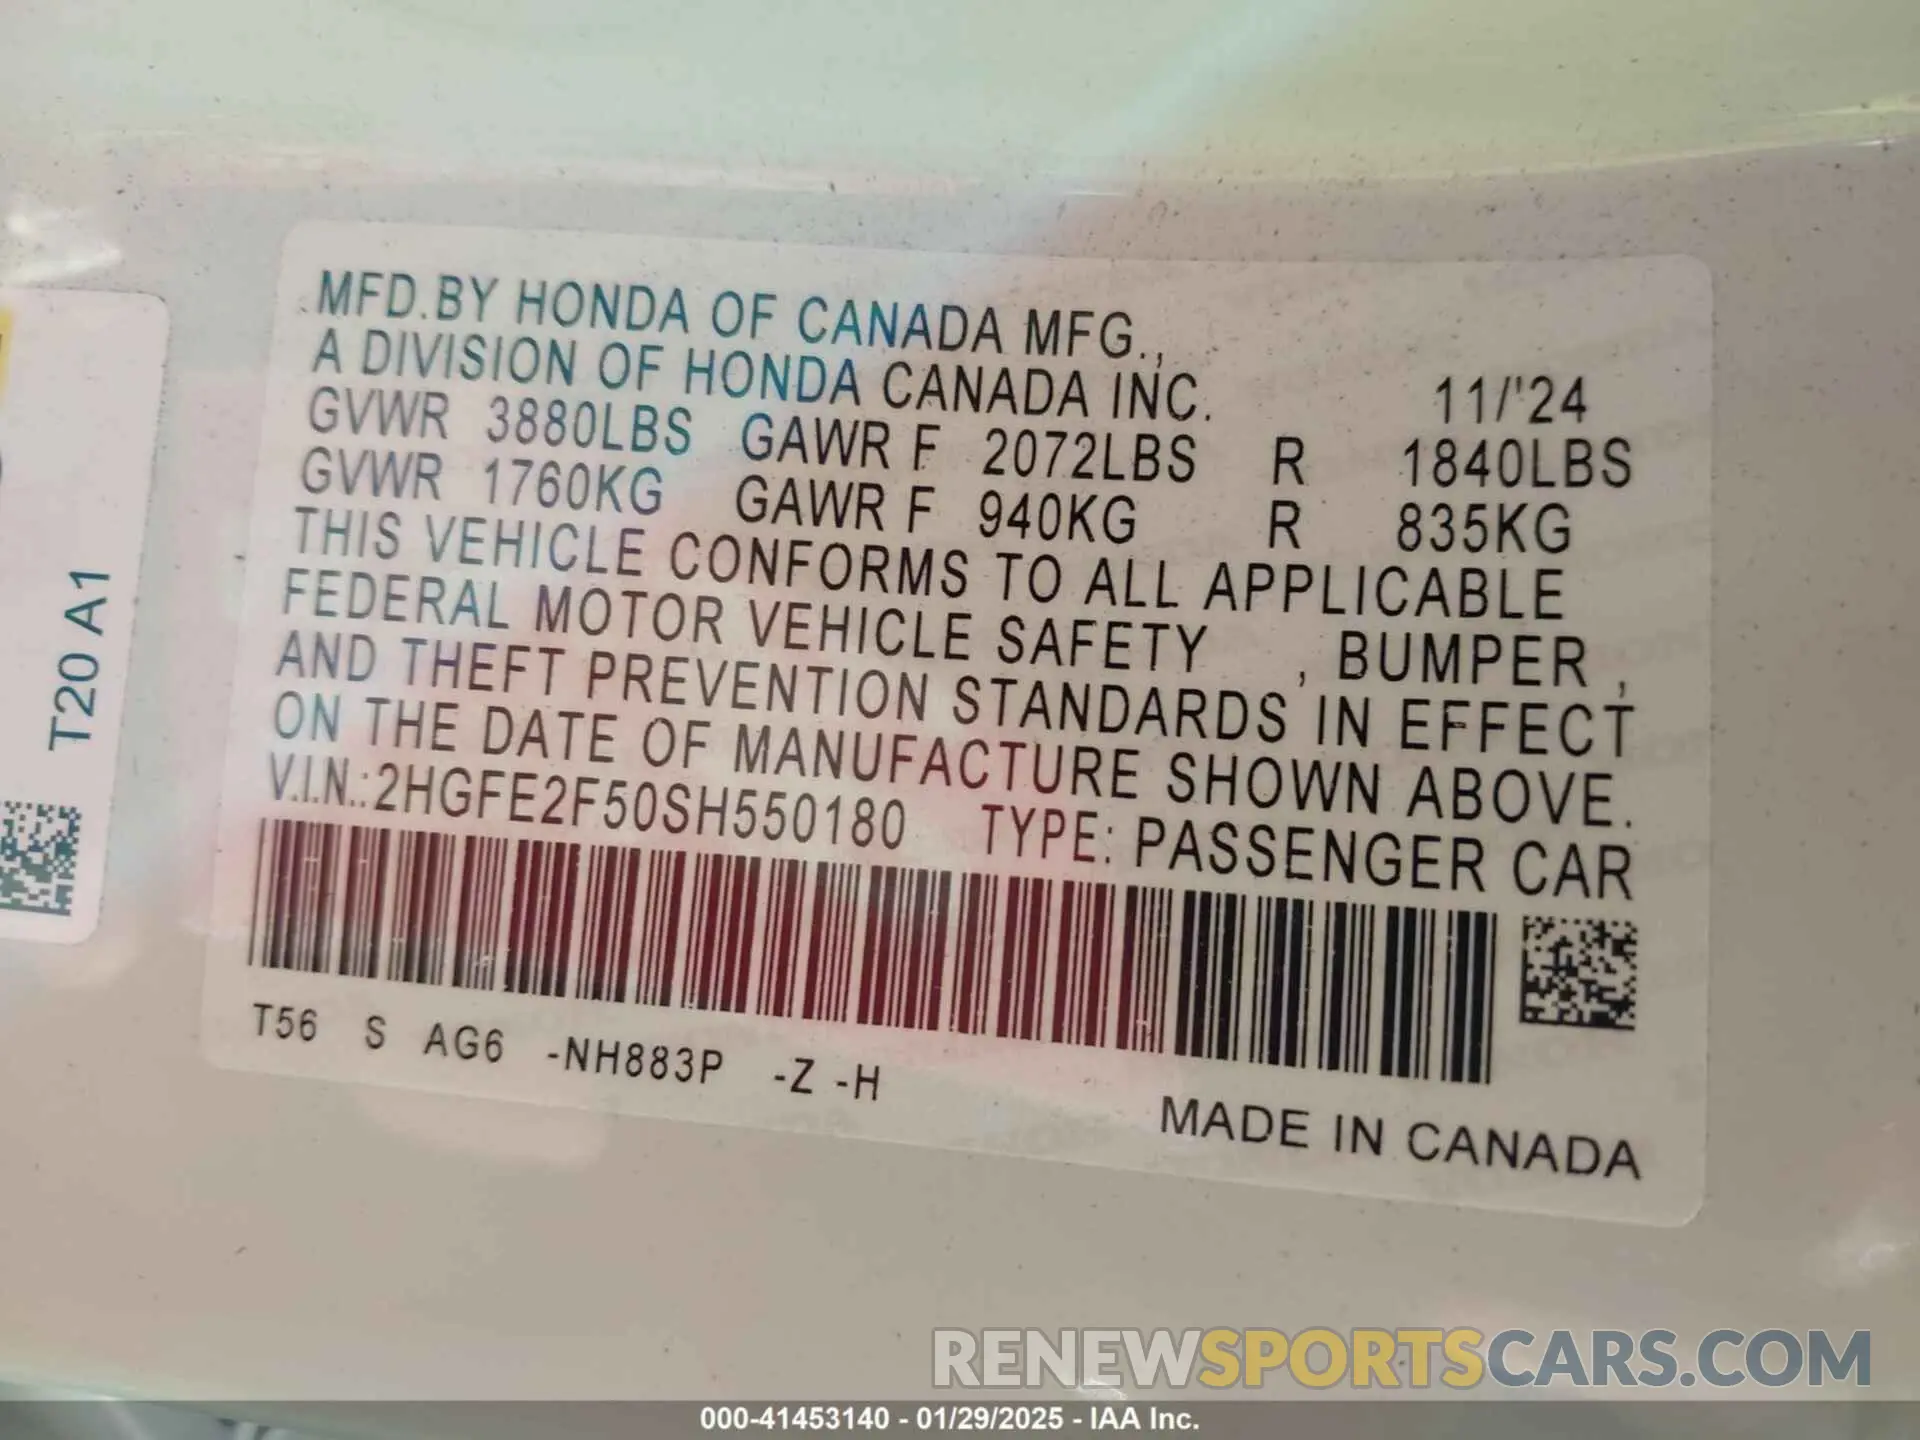 MFD.BY HONDA OF CANADA MFG.,
A DIVISION OF HONDA CANADA INC. 11/'24
GVWR 3880LBS GAWR F 2072LBS R 1840LBS
GVWR 1760KG GAWR F 940KG R 835KG
THIS VEHICLE CONFORMS TO ALL APPLICABLE
FEDERAL MOTOR VEHICLE SAFETY , BUMPER ,
AND THEFT PREVENTION STANDARDS IN EFFECT
ON THE DATE OF MANUFACTURE SHOWN ABOVE.
V.I.N.:2HGFE2F50SH550180 TYPE: PASSENGER CAR
T56 S AG6 -NH883P -Z -H
MADE IN CANADA
T20 A1
RENEWSPORTSCARS.COM
000-41453140 - 01/29/2025 - IAA Inc.